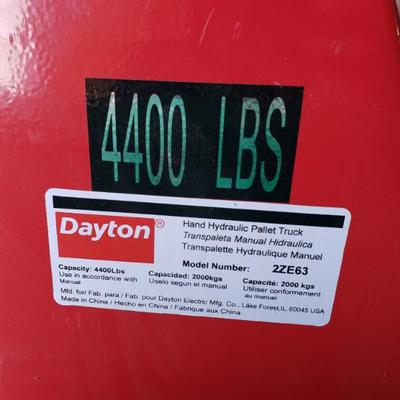 4400 LBS
Dayton®
Hand Hydraulic Pallet Truck
Transpaleta Manual Hidraulica
Transpalette Hydraulique Manuel
Model Number: 2ZE63
Capacity: 4400Lbs Capacidad: 2000kgs Capacité: 2000 kgs
Use in accordance with Uselo segun el manual Utiliser conformement
Manual au manuel
Mfd. for/ Fab. para/ Fab. pour Dayton Electric Mfg. Co., Lake Forest,IL.60045 USA
Made in China / Hecho en China / Fabrique aux China